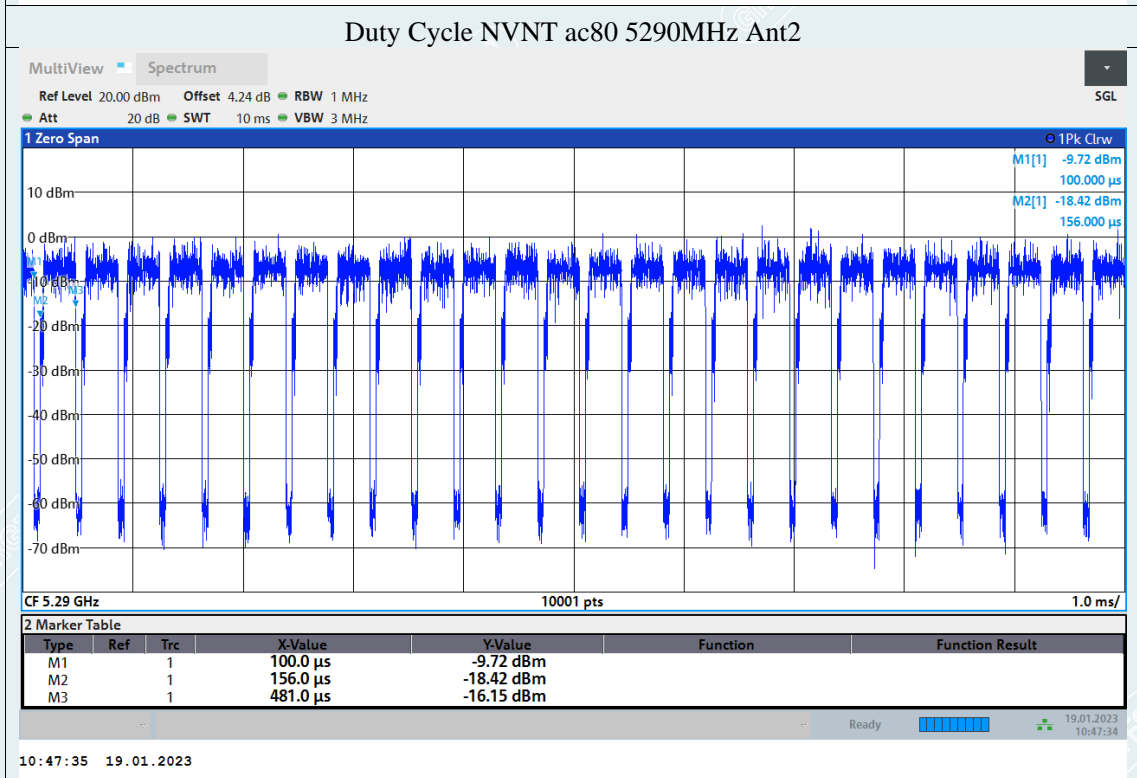 Duty Cycle NVNT ac80 5290MHz Ant2
MultiView Spectrum
Ref Level 20.00 dBm Offset 4.24 dB RBW 1 MHz SGL
Att 20 dB SWT 10 ms VBW 3 MHz
1 Zero Span 1Pk Clrw
M1[1] -9.72 dBm
100.000 µs
M2[1] -18.42 dBm
156.000 µs
10 dBm
0 dBm
M1
-10 dBm
M3
M2
-20 dBm
-30 dBm
-40 dBm
-50 dBm
-60 dBm
-70 dBm
CF 5.29 GHz 10001 pts 1.0 ms/
2 Marker Table
Type Ref Trc X-Value Y-Value Function Function Result
M1 1 100.0 µs -9.72 dBm
M2 1 156.0 µs -18.42 dBm
M3 1 481.0 µs -16.15 dBm
Ready 19.01.2023
10:47:34
10:47:35 19.01.2023